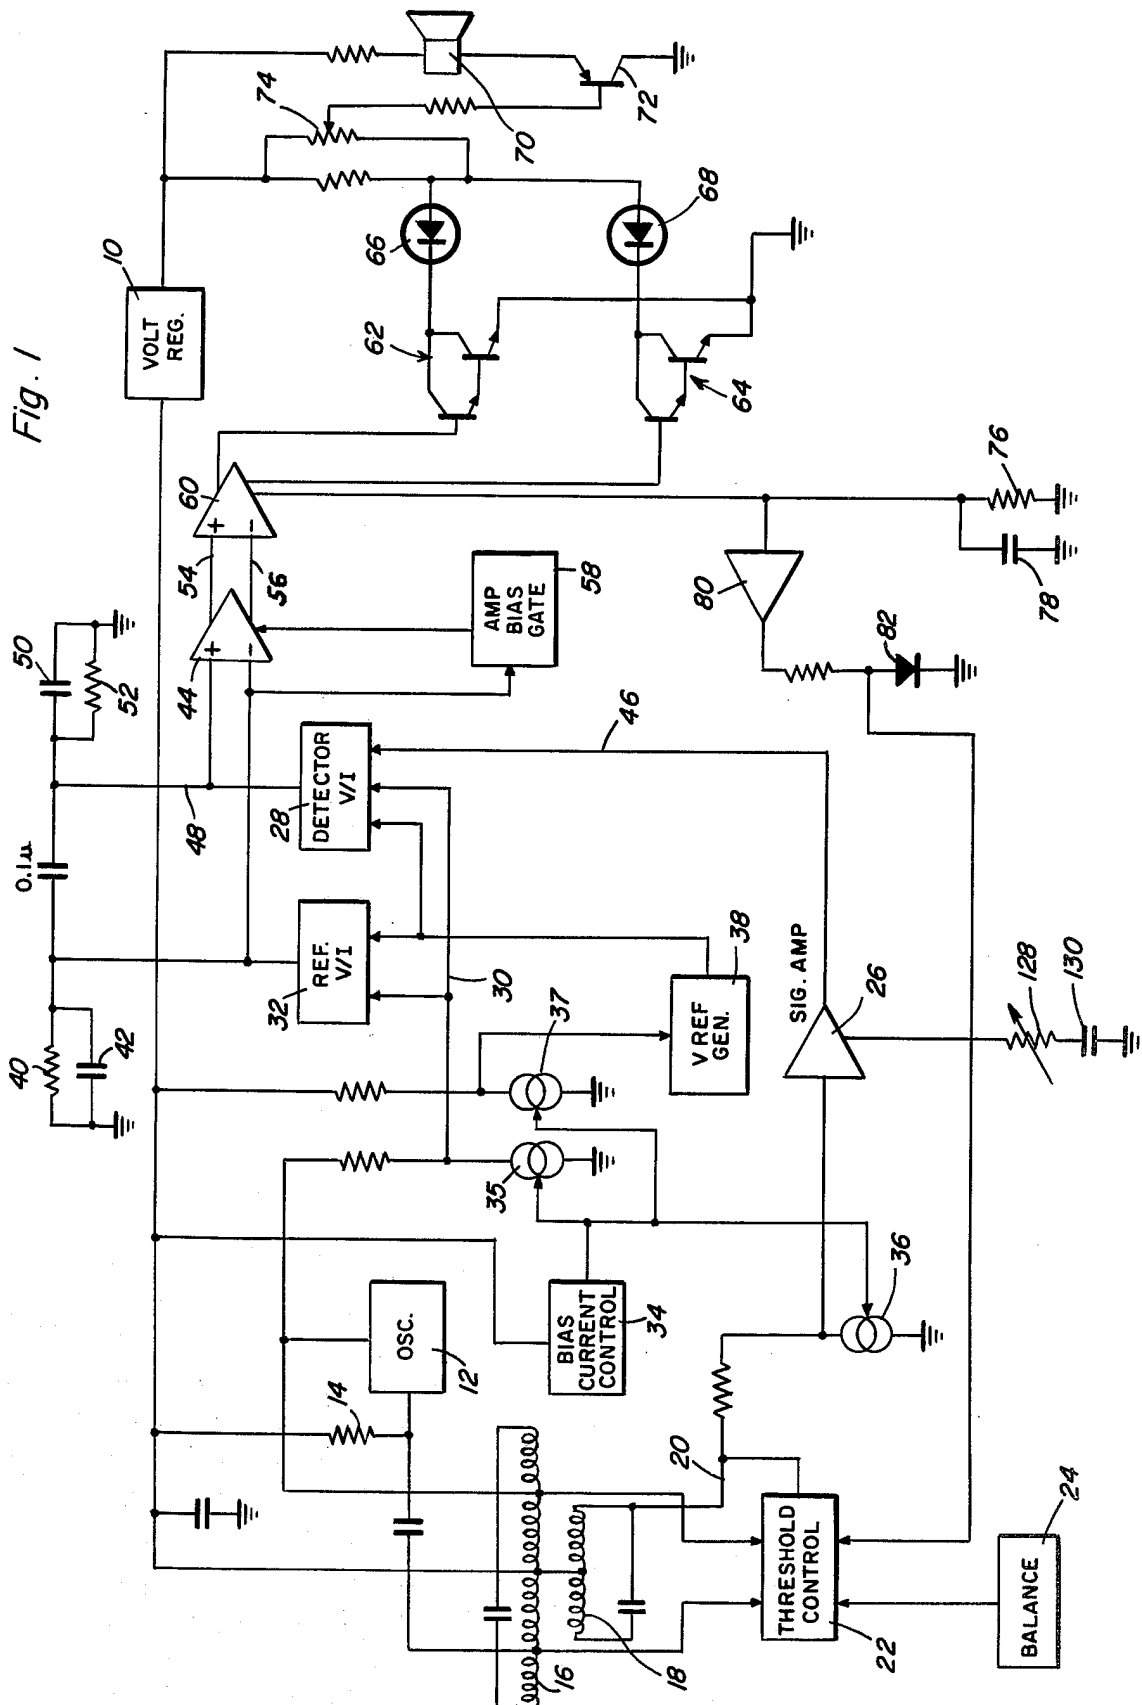 Fig. 1
10
VOLT
REG.
74
70
72
66
68
62
64
60
+
-
54
56
44
+
-
50
52
AMP
BIAS
GATE
58
76
78
80
82
46
48
0.1µ
DETECTOR
V/I
28
REF.
V/I
32
30
40
42
37
35
V REF
GEN.
38
SIG. AMP
26
128
130
36
BIAS
CURRENT
CONTROL
34
OSC.
12
14
16
18
20
THRESHOLD
CONTROL
22
BALANCE
24